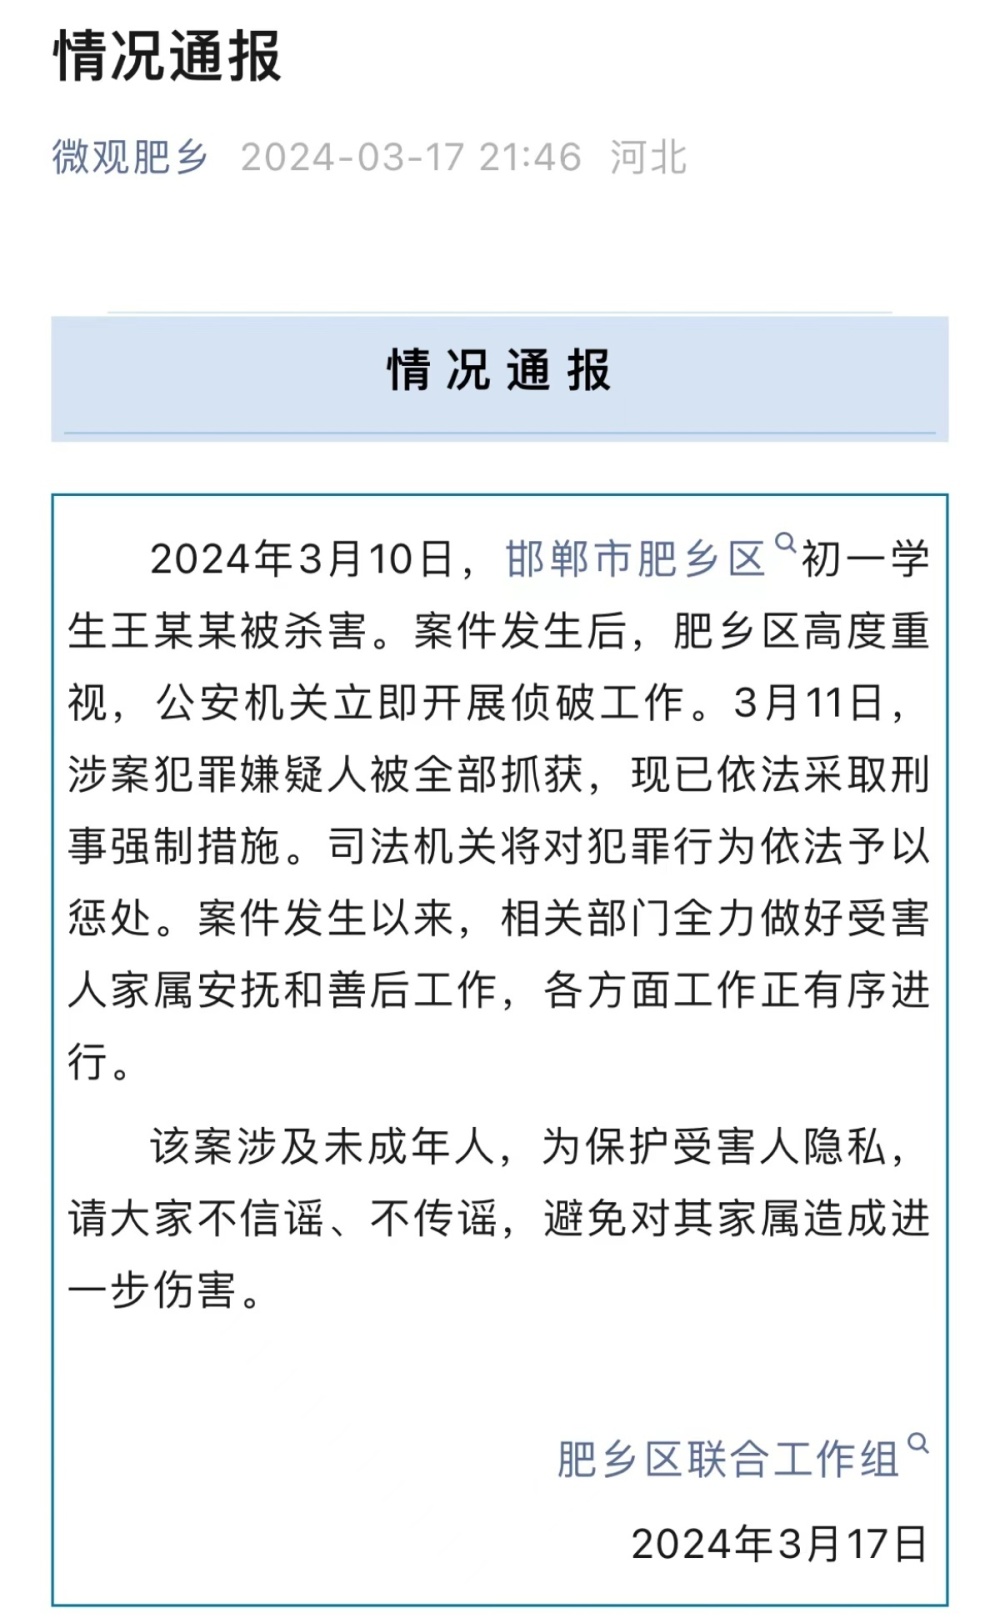 情况通报
微观肥乡 2024-03-17 21:46 河北
情况通报
2024年3月10日，邯郸市肥乡区初一学
生王某某被杀害。案件发生后，肥乡区高度重
视，公安机关立即开展侦破工作。3月11日，
涉案犯罪嫌疑人被全部抓获，现已依法采取刑
事强制措施。司法机关将对犯罪行为依法予以
惩处。案件发生以来，相关部门全力做好受害
人家属安抚和善后工作，各方面工作正有序进
行。
该案涉及未成年人，为保护受害人隐私，
请大家不信谣、不传谣，避免对其家属造成进
一步伤害。
肥乡区联合工作组
2024年3月17日